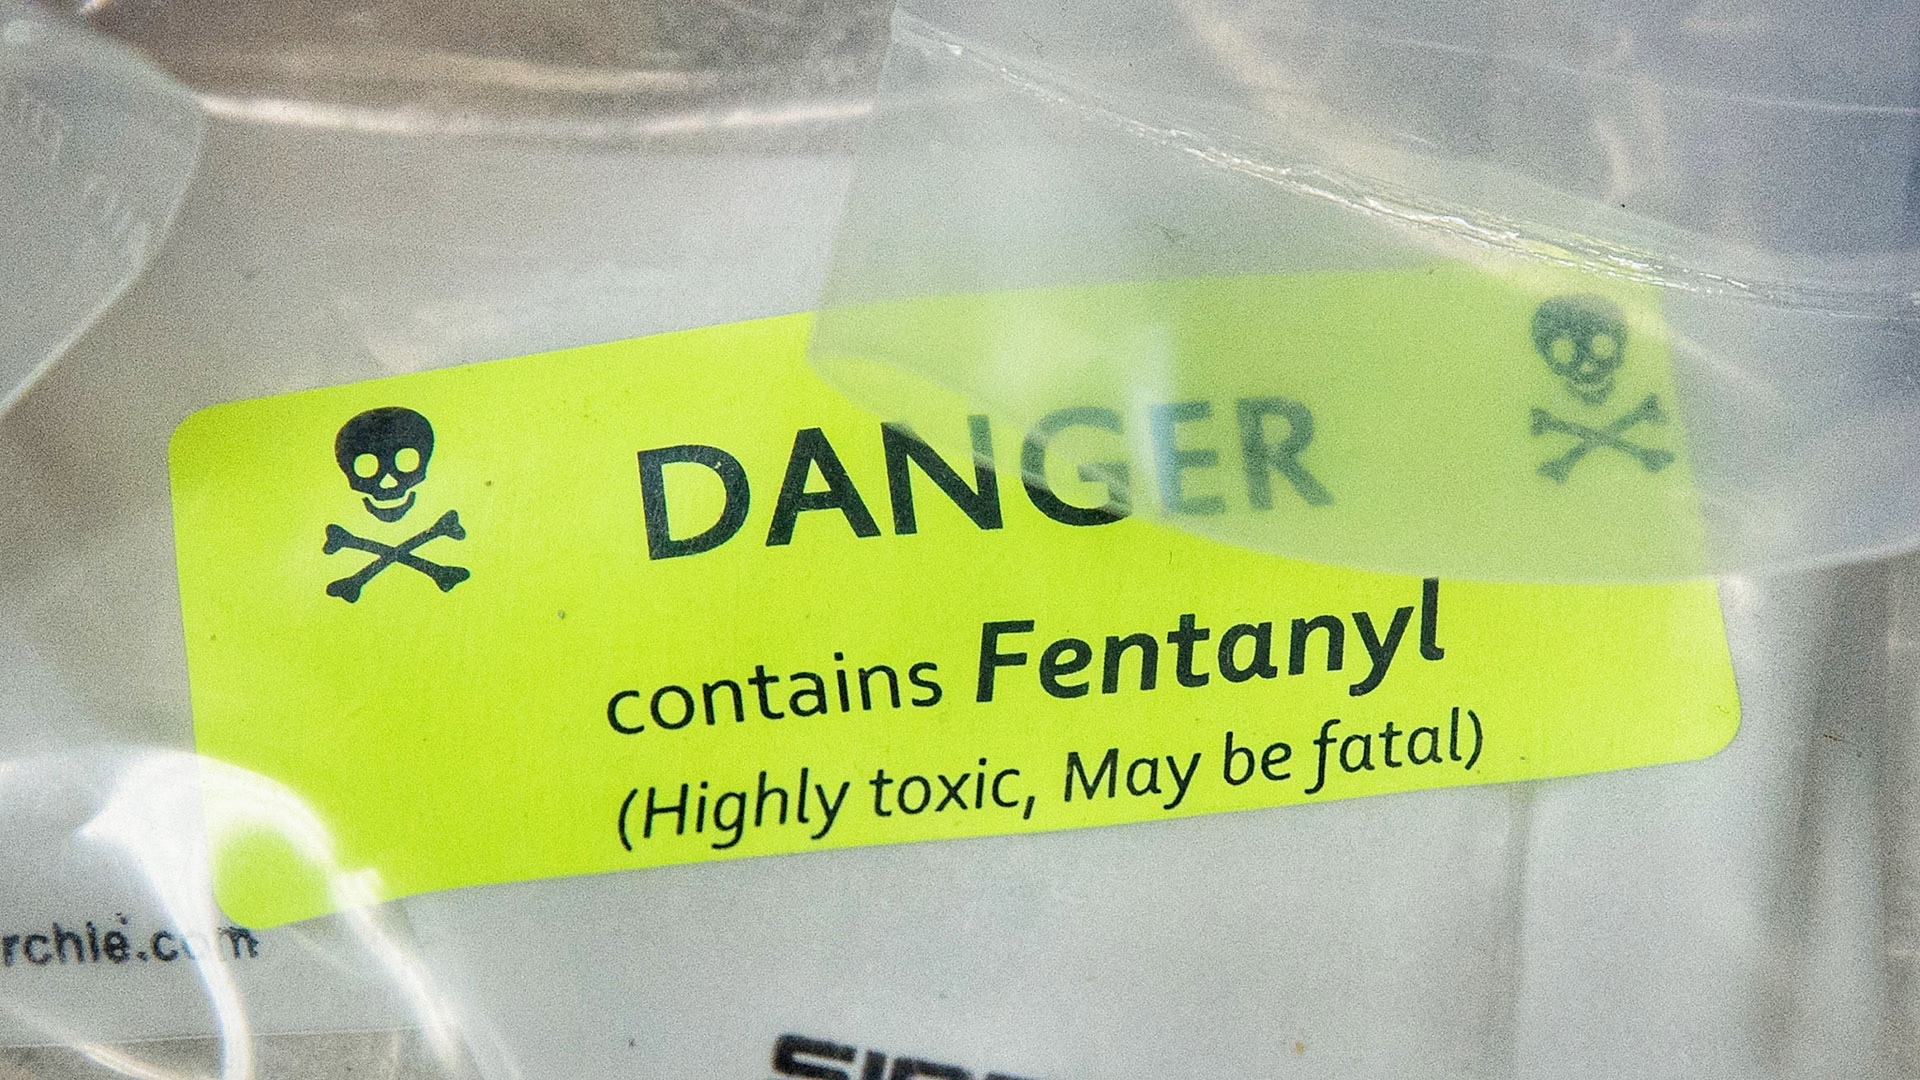 DANGER
contains Fentanyl
(Highly toxic, May be fatal)
rchie.com